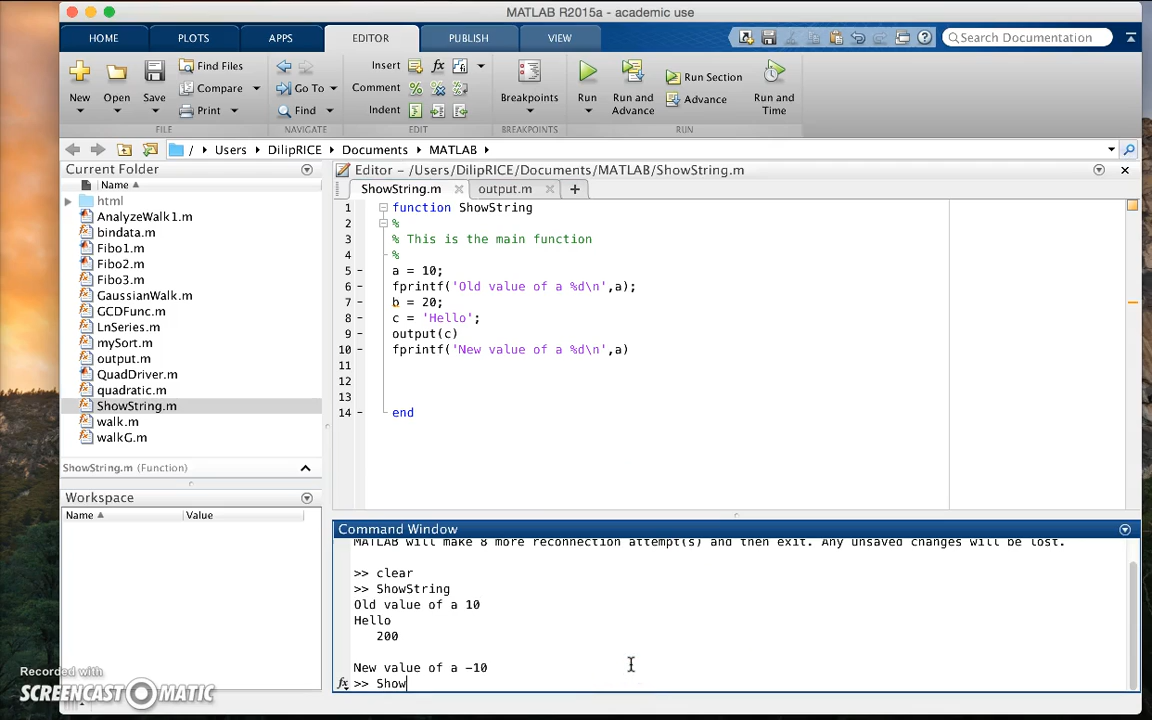 MATLAB R2015a - academic use
HOME PLOTS APPS EDITOR PUBLISH VIEW Search Documentation
New Open Save Find Files Compare Print
FILE
Go To Find
NAVIGATE
Insert Comment Indent
EDIT
Breakpoints
BREAKPOINTS
Run Run and Advance Run Section Advance Run and Time
RUN
/ Users DilipRICE Documents MATLAB
Current Folder
Name
html
AnalyzeWalk1.m
bindata.m
Fibo1.m
Fibo2.m
Fibo3.m
GaussianWalk.m
GCDFunc.m
LnSeries.m
mySort.m
output.m
QuadDriver.m
quadratic.m
ShowString.m
walk.m
walkG.m
ShowString.m (Function)
Workspace
Name Value
Editor - /Users/DilipRICE/Documents/MATLAB/ShowString.m
ShowString.m output.m
1 function ShowString
2 %
3 % This is the main function
4 %
5 a = 10;
6 fprintf('Old value of a %d\n',a);
7 b = 20;
8 c = 'Hello';
9 output(c)
10 fprintf('New value of a %d\n',a)
11
12
13
14 end
Command Window
MATLAB will make 8 more reconnection attempt(s) and then exit. Any unsaved changes will be lost.
>> clear
>> ShowString
Old value of a 10
Hello
200
New value of a -10
fx >> Show
Recorded with
SCREENCAST MATIC